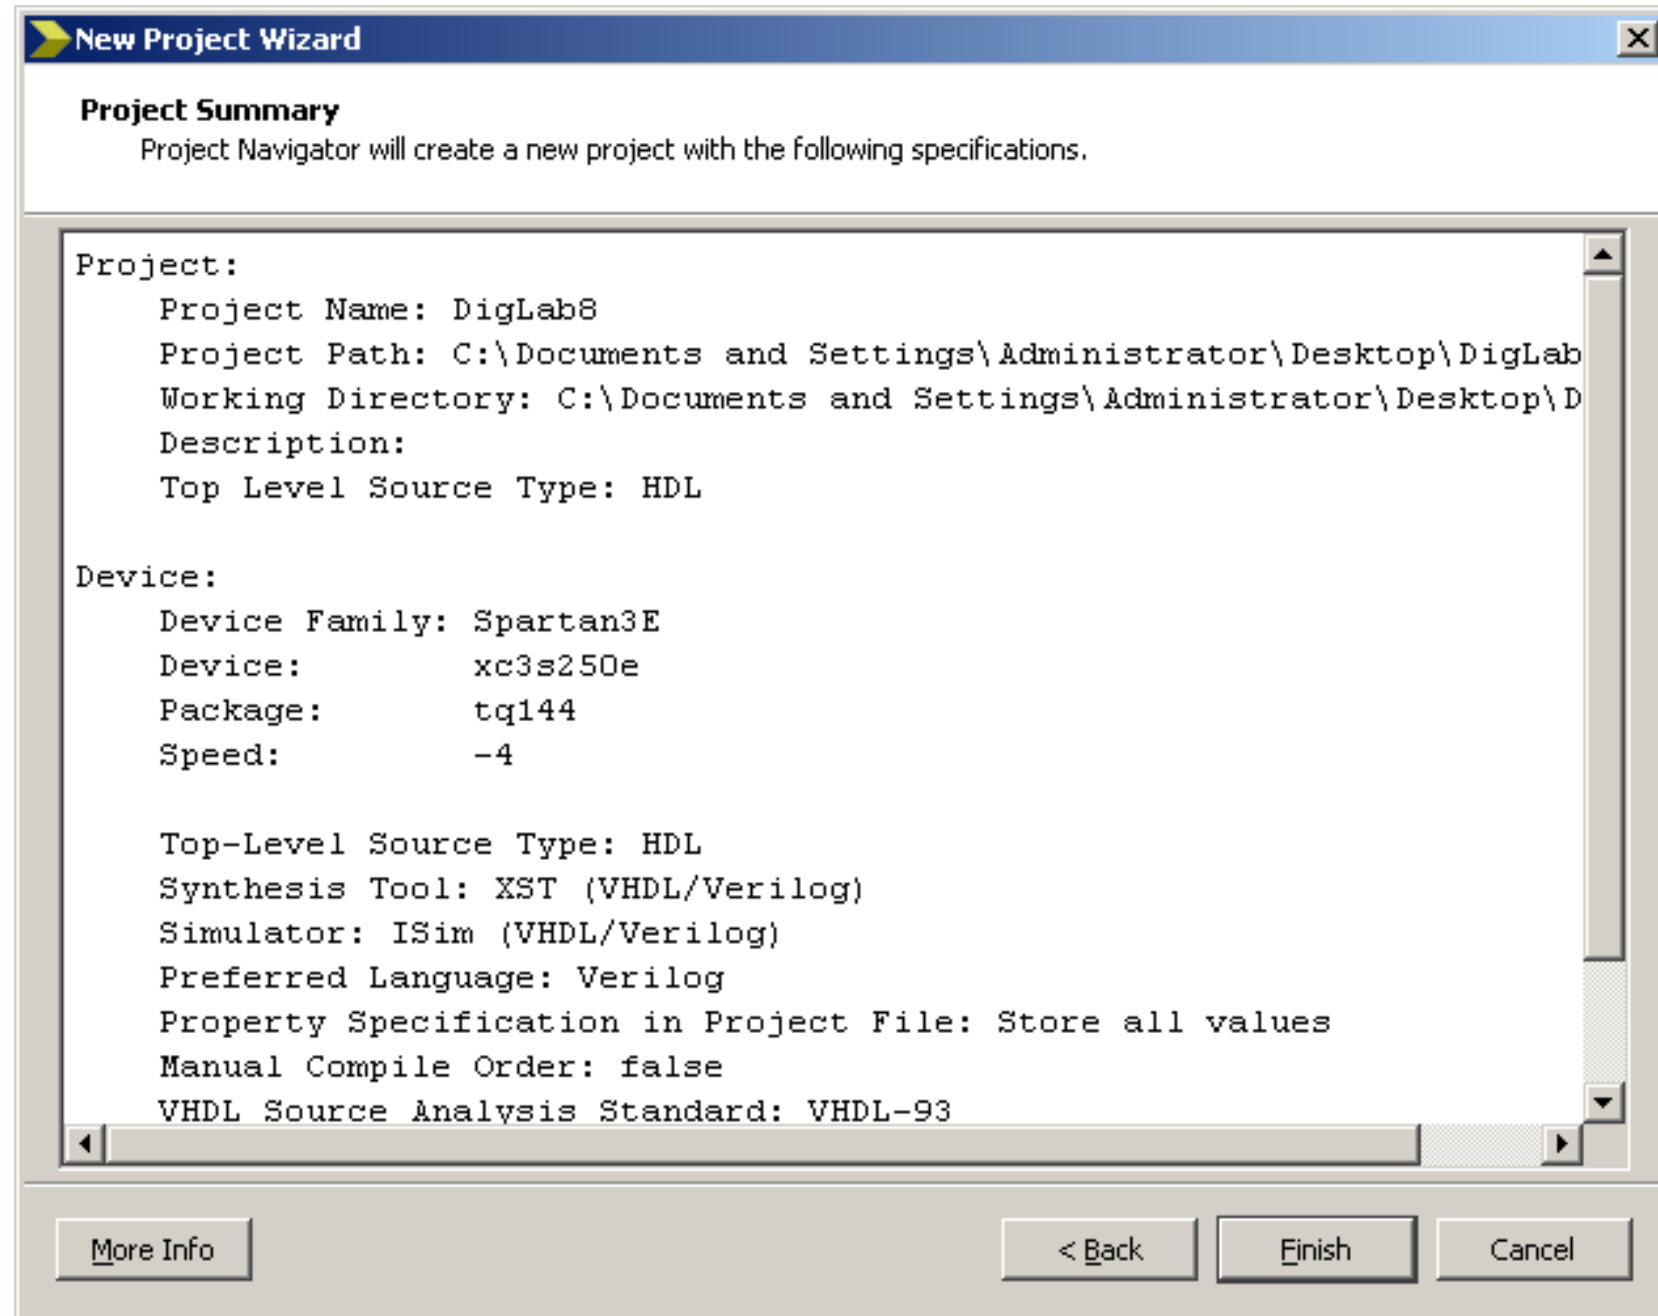 New Project Wizard
Project Summary
Project Navigator will create a new project with the following specifications.
Project:
Project Name: DigLab8
Project Path: C:\Documents and Settings\Administrator\Desktop\DigLab
Working Directory: C:\Documents and Settings\Administrator\Desktop\D
Description:
Top Level Source Type: HDL
Device:
Device Family: Spartan3E
Device: xc3s250e
Package: tq144
Speed: -4
Top-Level Source Type: HDL
Synthesis Tool: XST (VHDL/Verilog)
Simulator: ISim (VHDL/Verilog)
Preferred Language: Verilog
Property Specification in Project File: Store all values
Manual Compile Order: false
VHDL Source Analysis Standard: VHDL-93
More Info < Back Finish Cancel